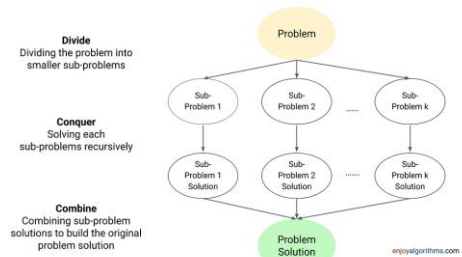 Divide
Dividing the problem into
smaller sub-problems
Problem
Sub-
Problem 1
Sub-
Problem 2
......
Sub-
Problem k
Conquer
Solving each
sub-problems recursively
Sub-
Problem 1
Solution
Sub-
Problem 2
Solution
......
Sub-
Problem k
Solution
Combine
Combining sub-problem
solutions to build the original
problem solution
Problem
Solution
enjoyalgorithms.com